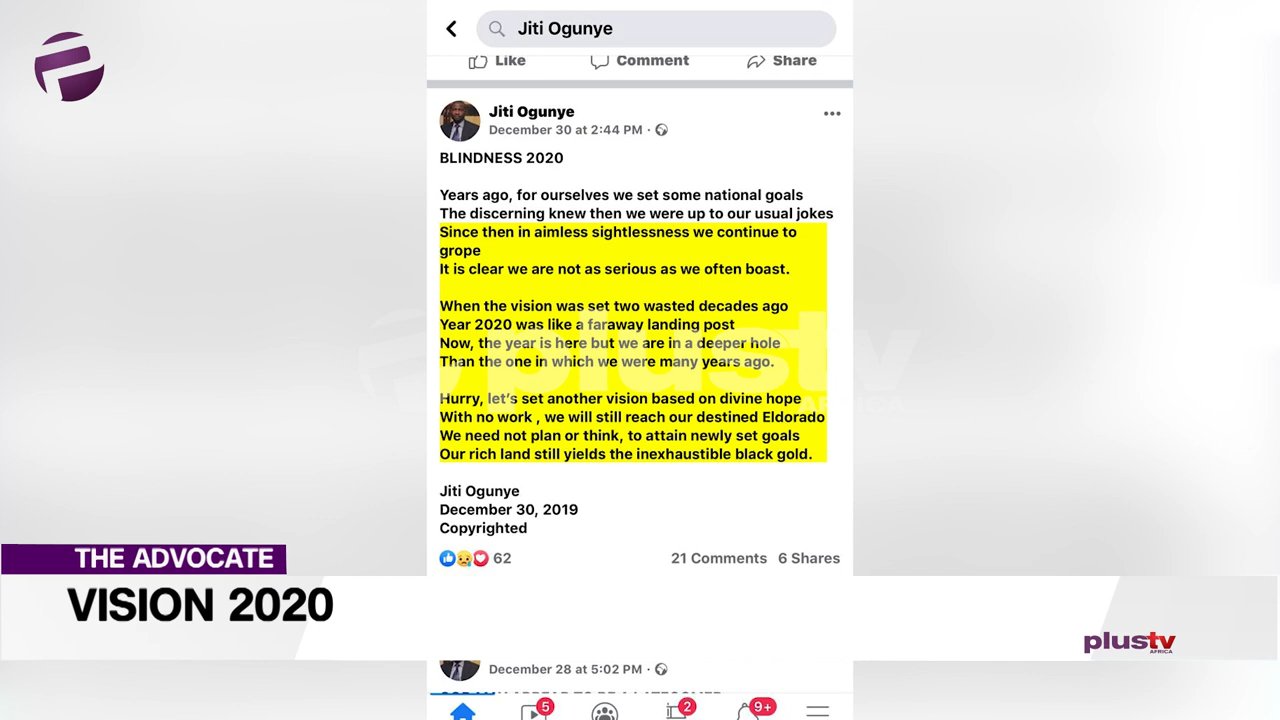 Jiti Ogunye
Like Comment Share
Jiti Ogunye
December 30 at 2:44 PM ·
BLINDNESS 2020
Years ago, for ourselves we set some national goals
The discerning knew then we were up to our usual jokes
Since then in aimless sightlessness we continue to
grope
It is clear we are not as serious as we often boast.
When the vision was set two wasted decades ago
Year 2020 was like a faraway landing post
Now, the year is here but we are in a deeper hole
Than the one in which we were many years ago.
Hurry, let's set another vision based on divine hope
With no work , we will still reach our destined Eldorado
We need not plan or think, to attain newly set goals
Our rich land still yields the inexhaustible black gold.
Jiti Ogunye
December 30, 2019
Copyrighted
62 21 Comments 6 Shares
plustv
AFRICA
THE ADVOCATE
VISION 2020
plustv
AFRICA
December 28 at 5:02 PM ·
5 2 9+